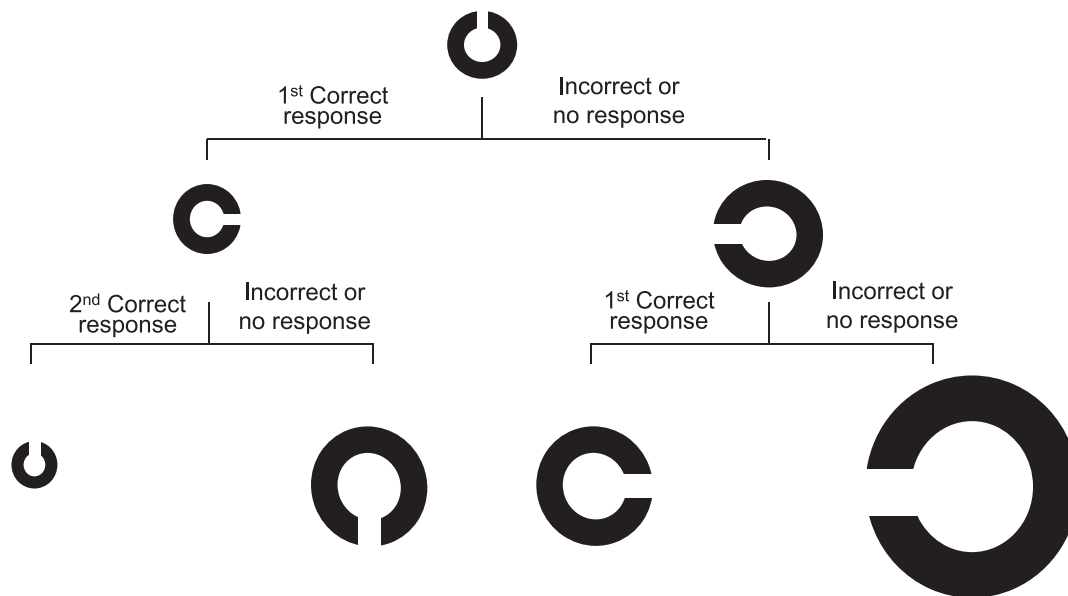 1st Correct
response
Incorrect or
no response
2nd Correct
response
Incorrect or
no response
1st Correct
response
Incorrect or
no response